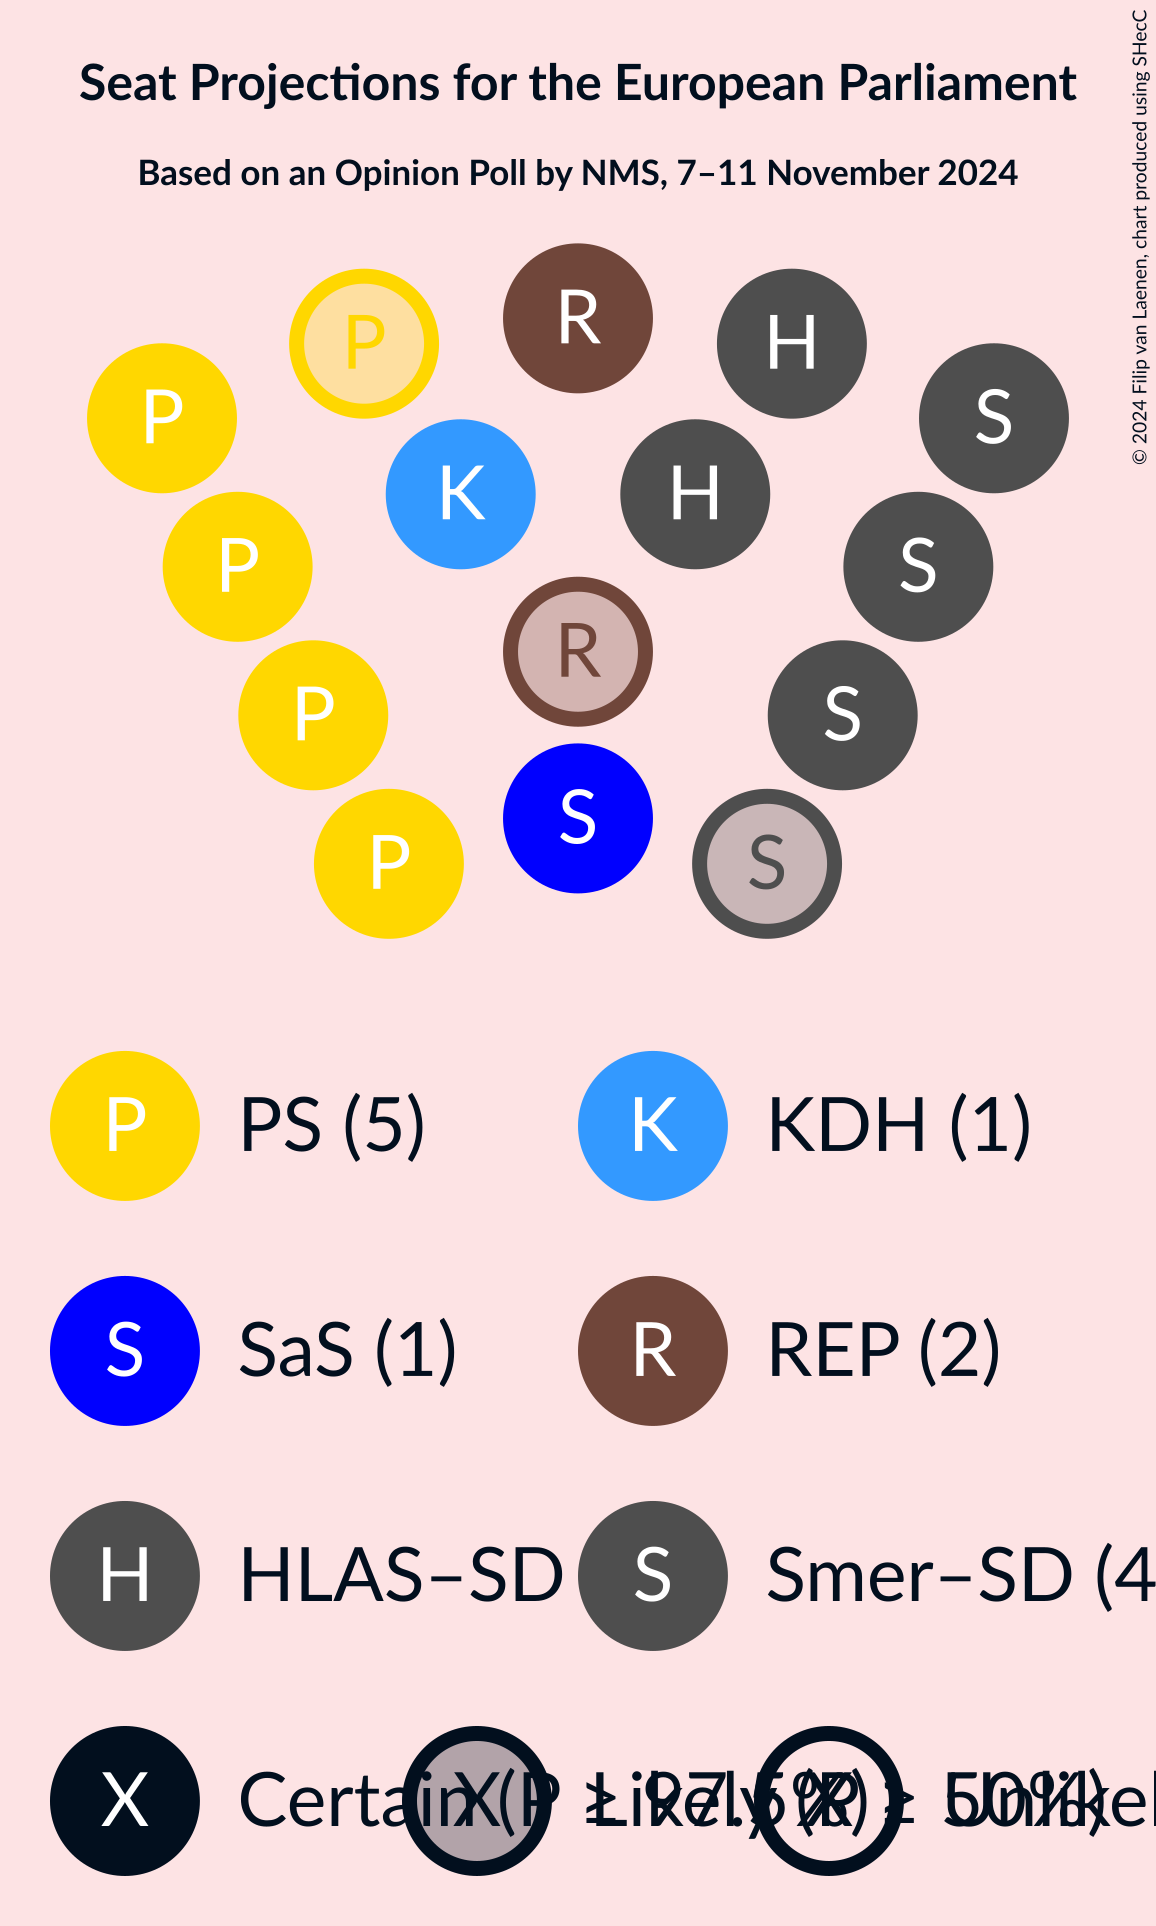 Seat Projections for the European Parliament
Based on an Opinion Poll by NMS, 7–11 November 2024
© 2024 Filip van Laenen, chart produced using SHecC
R
P H
P S
K H
P S
R
P S
S
P S
P PS (5) K KDH (1)
S SaS (1) R REP (2)
H HLAS–SD S Smer–SD (4
X Certain (P ≥ 97.5%) X Likely (P ≥ 50%) X